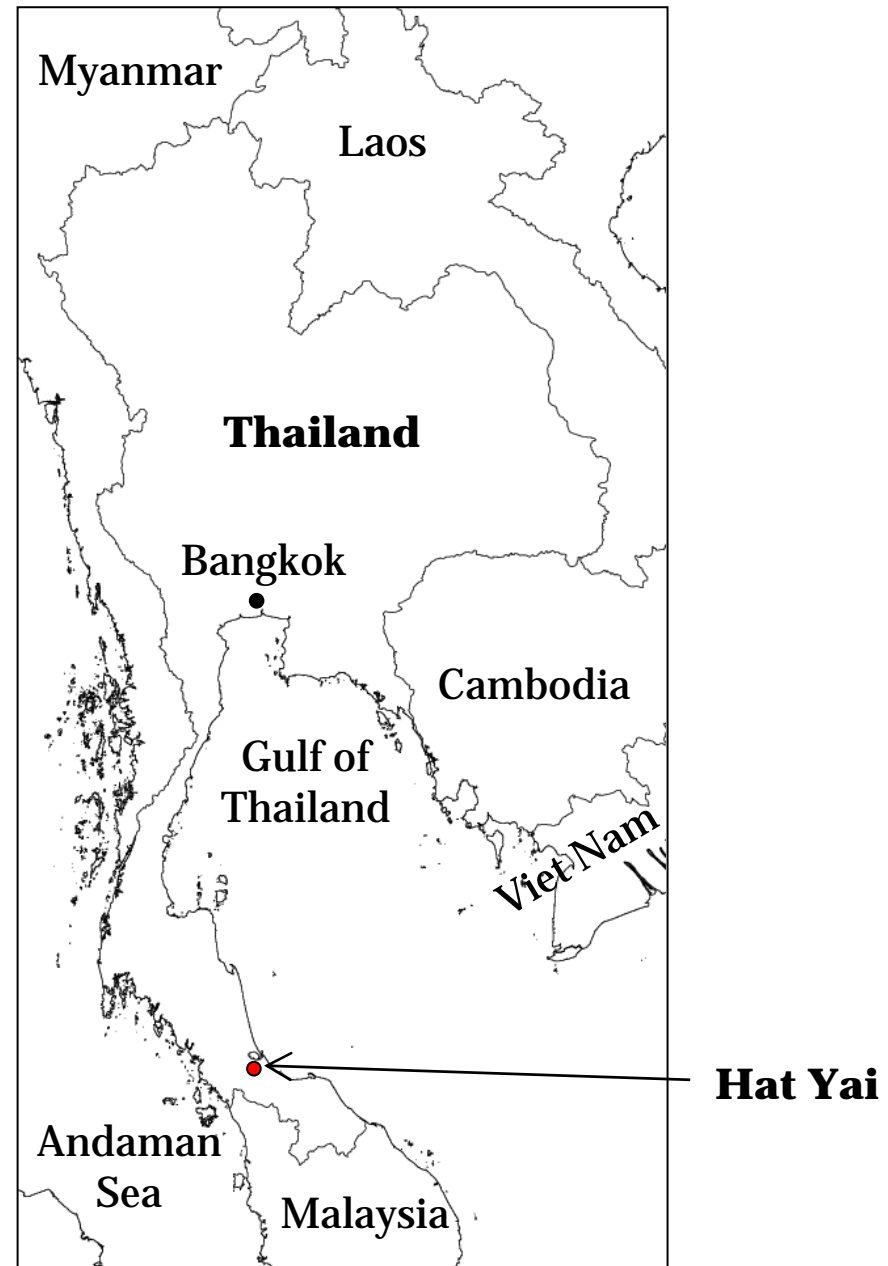 Myanmar
Laos
Thailand
Bangkok
Cambodia
Gulf of
Thailand
Viet Nam
Hat Yai
Andaman
Sea
Malaysia